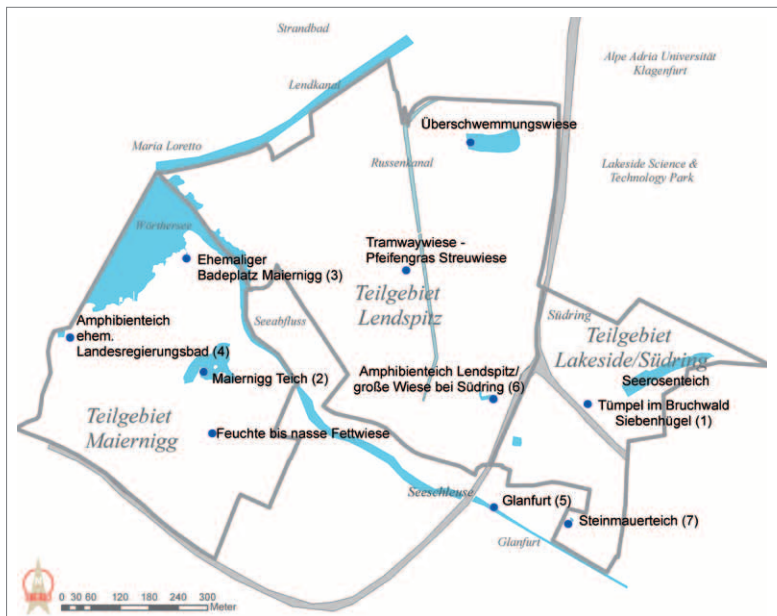 Strandbad
Alpe Adria Universität
Klagenfurt
Lendkanal
Überschwemmungswiese
Maria Loretto
Russenkanal
Lakeside Science &
Technology Park
Wörthersee
Tramwaywiese -
Pfeifengras Streuwiese
Ehemaliger
Badeplatz Maiernigg (3)
Teilgebiet
Lendspitz
Amphibienteich
ehem.
Landesregierungsbad (4)
Seeabfluss
Südring
Teilgebiet
Lakeside/Südring
Seerosenteich
Maiernigg Teich (2)
Amphibienteich Lendspitz/
große Wiese bei Südring (6)
Tümpel im Bruchwald
Siebenhügel (1)
Teilgebiet
Maiernigg
Feuchte bis nasse Fettwiese
Seeschleuse
Glanfurt (5)
Steinmauerteich (7)
Glanfurt
0 30 60 120 180 240 300
Meter